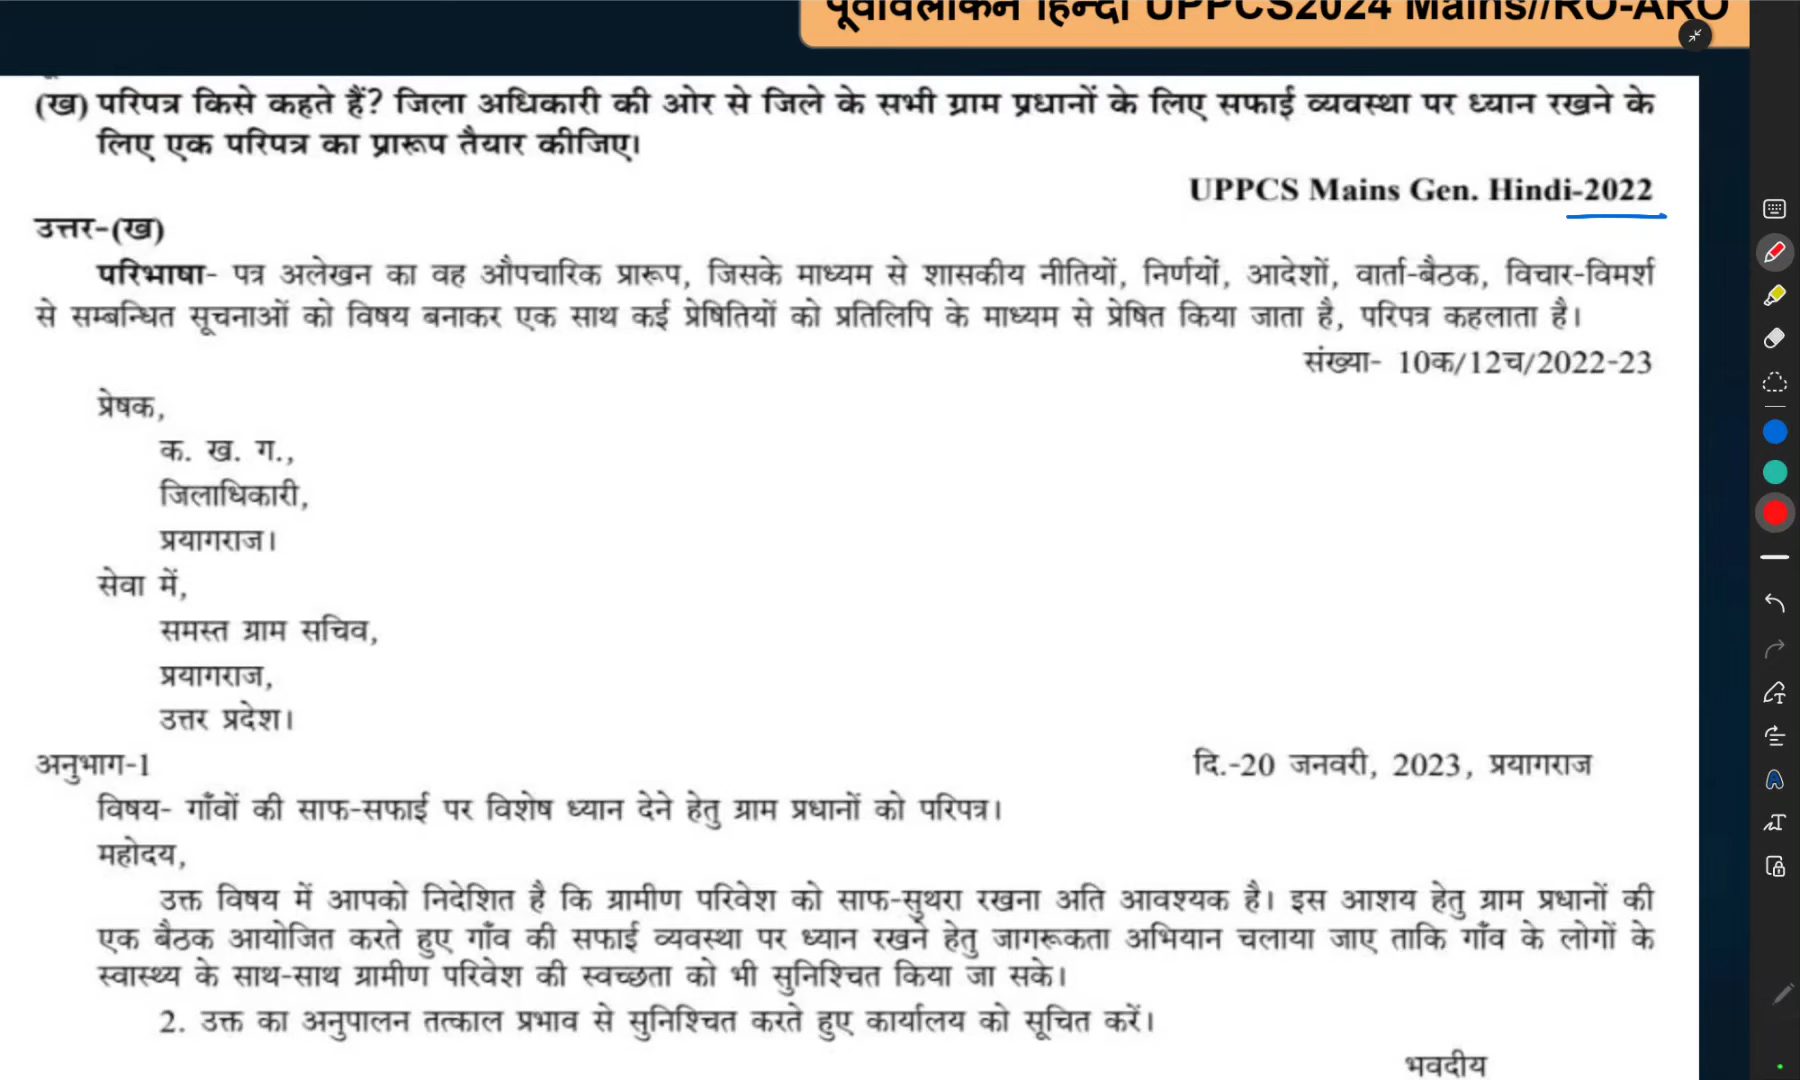 पूर्वावलोकन हिन्दी UPPCS2024 Mains//RO-ARO
(ख) परिपत्र किसे कहते हैं? जिला अधिकारी की ओर से जिले के सभी ग्राम प्रधानों के लिए सफाई व्यवस्था पर ध्यान रखने के
लिए एक परिपत्र का प्रारूप तैयार कीजिए।
UPPCS Mains Gen. Hindi-2022
उत्तर-(ख)
परिभाषा- पत्र अलेखन का वह औपचारिक प्रारूप, जिसके माध्यम से शासकीय नीतियों, निर्णयों, आदेशों, वार्ता-बैठक, विचार-विमर्श
से सम्बन्धित सूचनाओं को विषय बनाकर एक साथ कई प्रेषितियों को प्रतिलिपि के माध्यम से प्रेषित किया जाता है, परिपत्र कहलाता है।
संख्या- 10क/12च/2022-23
प्रेषक,
क. ख. ग.,
जिलाधिकारी,
प्रयागराज।
सेवा में,
समस्त ग्राम सचिव,
प्रयागराज,
उत्तर प्रदेश।
अनुभाग-1 दि.-20 जनवरी, 2023, प्रयागराज
विषय- गाँवों की साफ-सफाई पर विशेष ध्यान देने हेतु ग्राम प्रधानों को परिपत्र।
महोदय,
उक्त विषय में आपको निदेशित है कि ग्रामीण परिवेश को साफ-सुथरा रखना अति आवश्यक है। इस आशय हेतु ग्राम प्रधानों की
एक बैठक आयोजित करते हुए गाँव की सफाई व्यवस्था पर ध्यान रखने हेतु जागरूकता अभियान चलाया जाए ताकि गाँव के लोगों के
स्वास्थ्य के साथ-साथ ग्रामीण परिवेश की स्वच्छता को भी सुनिश्चित किया जा सके।
2. उक्त का अनुपालन तत्काल प्रभाव से सुनिश्चित करते हुए कार्यालय को सूचित करें।
भवदीय